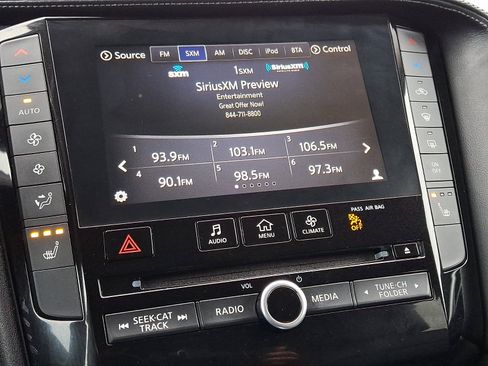 Source FM SXM AM DISC iPod BTA Control
sxm 1SXM SiriusXM
SiriusXM Preview
Entertainment
Great Offer Now!
844-711-8800
1 93.9FM 2 103.1FM 3 106.5FM
4 90.1FM 5 98.5FM 6 97.3FM
AUTO
ON
OFF
PASS AIR BAG
2
OFF
AUDIO MENU CLIMATE
VOL
SEEK·CAT
TRACK
RADIO MEDIA
TUNE·CH
FOLDER